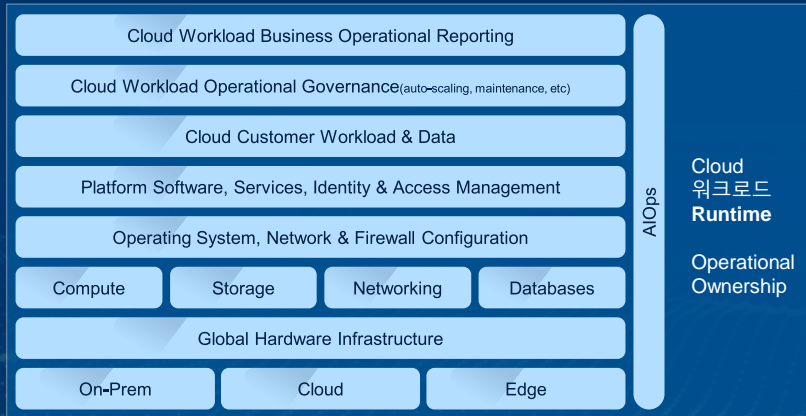 Cloud Workload Business Operational Reporting
Cloud Workload Operational Governance(auto-scaling, maintenance, etc)
Cloud Customer Workload & Data
Platform Software, Services, Identity & Access Management
Operating System, Network & Firewall Configuration
Compute
Storage
Networking
Databases
Global Hardware Infrastructure
On-Prem
Cloud
Edge
AIOps
Cloud
워크로드
Runtime
Operational
Ownership